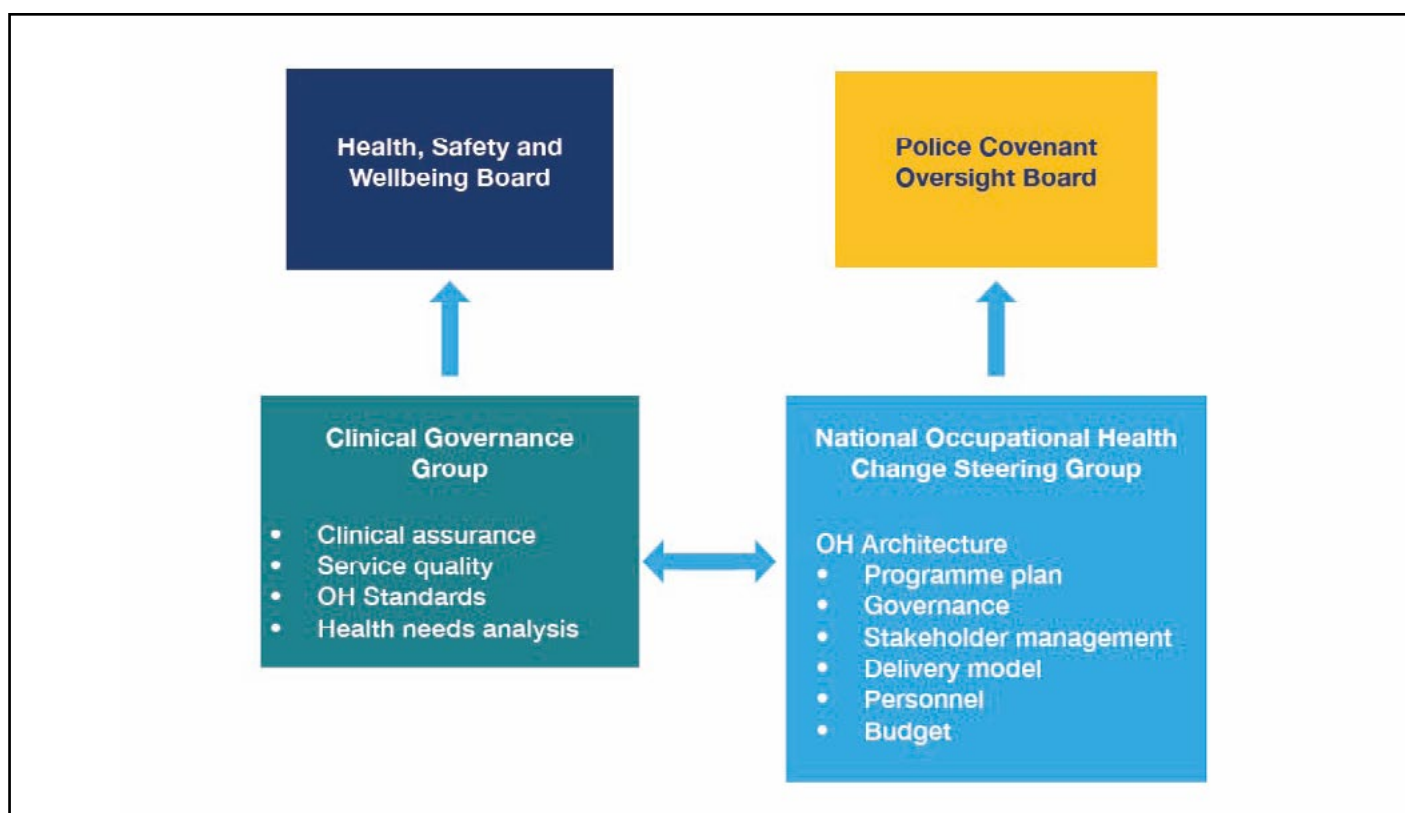 Health, Safety and
Wellbeing Board
Police Covenant
Oversight Board
Clinical Governance
Group
• Clinical assurance
• Service quality
• OH Standards
• Health needs analysis
National Occupational Health
Change Steering Group
OH Architecture
• Programme plan
• Governance
• Stakeholder management
• Delivery model
• Personnel
• Budget